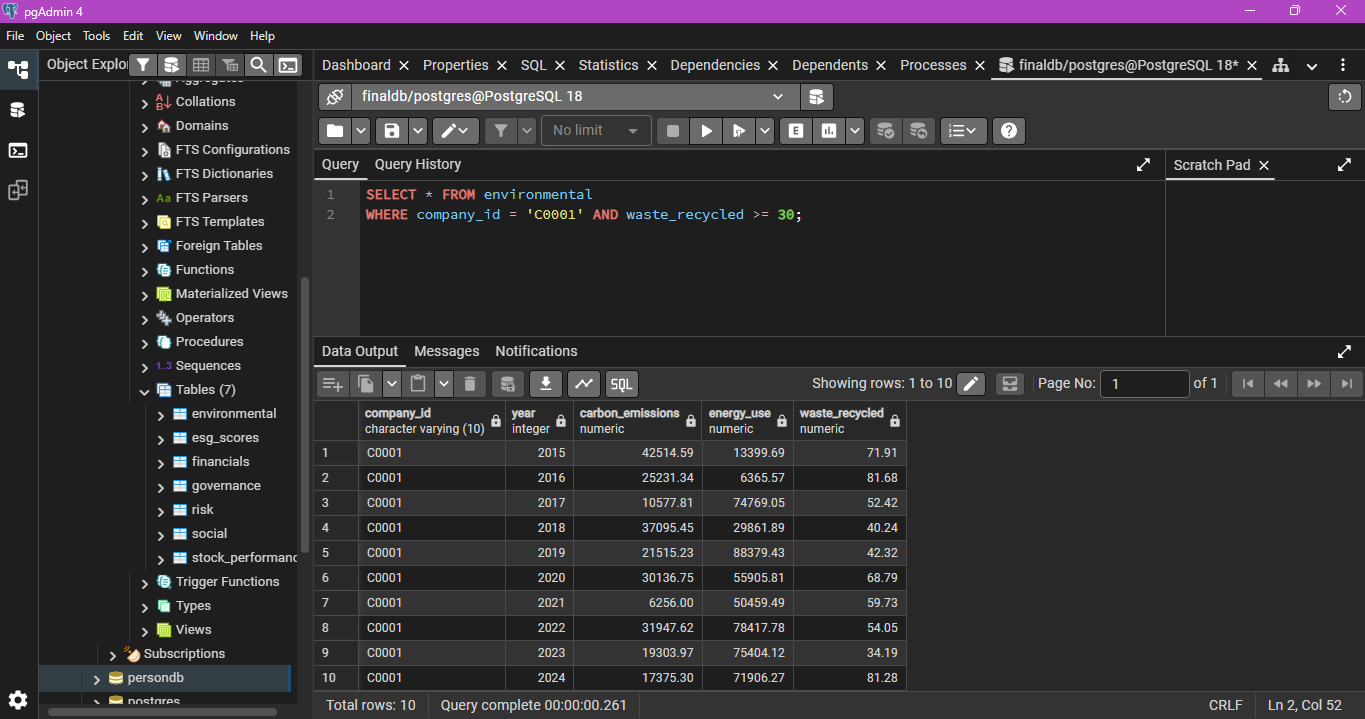 pgAdmin 4
File Object Tools Edit View Window Help
Object Explo
Dashboard Properties SQL Statistics Dependencies Dependents Processes finaldb/postgres@PostgreSQL 18*
finaldb/postgres@PostgreSQL 18
No limit
E
Query Query History
Scratch Pad
1 SELECT * FROM environmental
2 WHERE company_id = 'C0001' AND waste_recycled >= 30;
Aggregates
Collations
Domains
FTS Configurations
FTS Dictionaries
Aa FTS Parsers
FTS Templates
Foreign Tables
Functions
Materialized Views
Operators
Procedures
1..3 Sequences
Tables (7)
environmental
esg_scores
financials
governance
risk
social
stock_performanc
Trigger Functions
Types
Views
Subscriptions
persondb
postgres
Data Output Messages Notifications
SQL
Showing rows: 1 to 10
Page No: 1 of 1
company_id year carbon_emissions energy_use waste_recycled
character varying (10) integer numeric numeric numeric
1 C0001 2015 42514.59 13399.69 71.91
2 C0001 2016 25231.34 6365.57 81.68
3 C0001 2017 10577.81 74769.05 52.42
4 C0001 2018 37095.45 29861.89 40.24
5 C0001 2019 21515.23 88379.43 42.32
6 C0001 2020 30136.75 55905.81 68.79
7 C0001 2021 6256.00 50459.49 59.73
8 C0001 2022 31947.62 78417.78 54.05
9 C0001 2023 19303.97 75404.12 34.19
10 C0001 2024 17375.30 71906.27 81.28
Total rows: 10 Query complete 00:00:00.261 CRLF Ln 2, Col 52